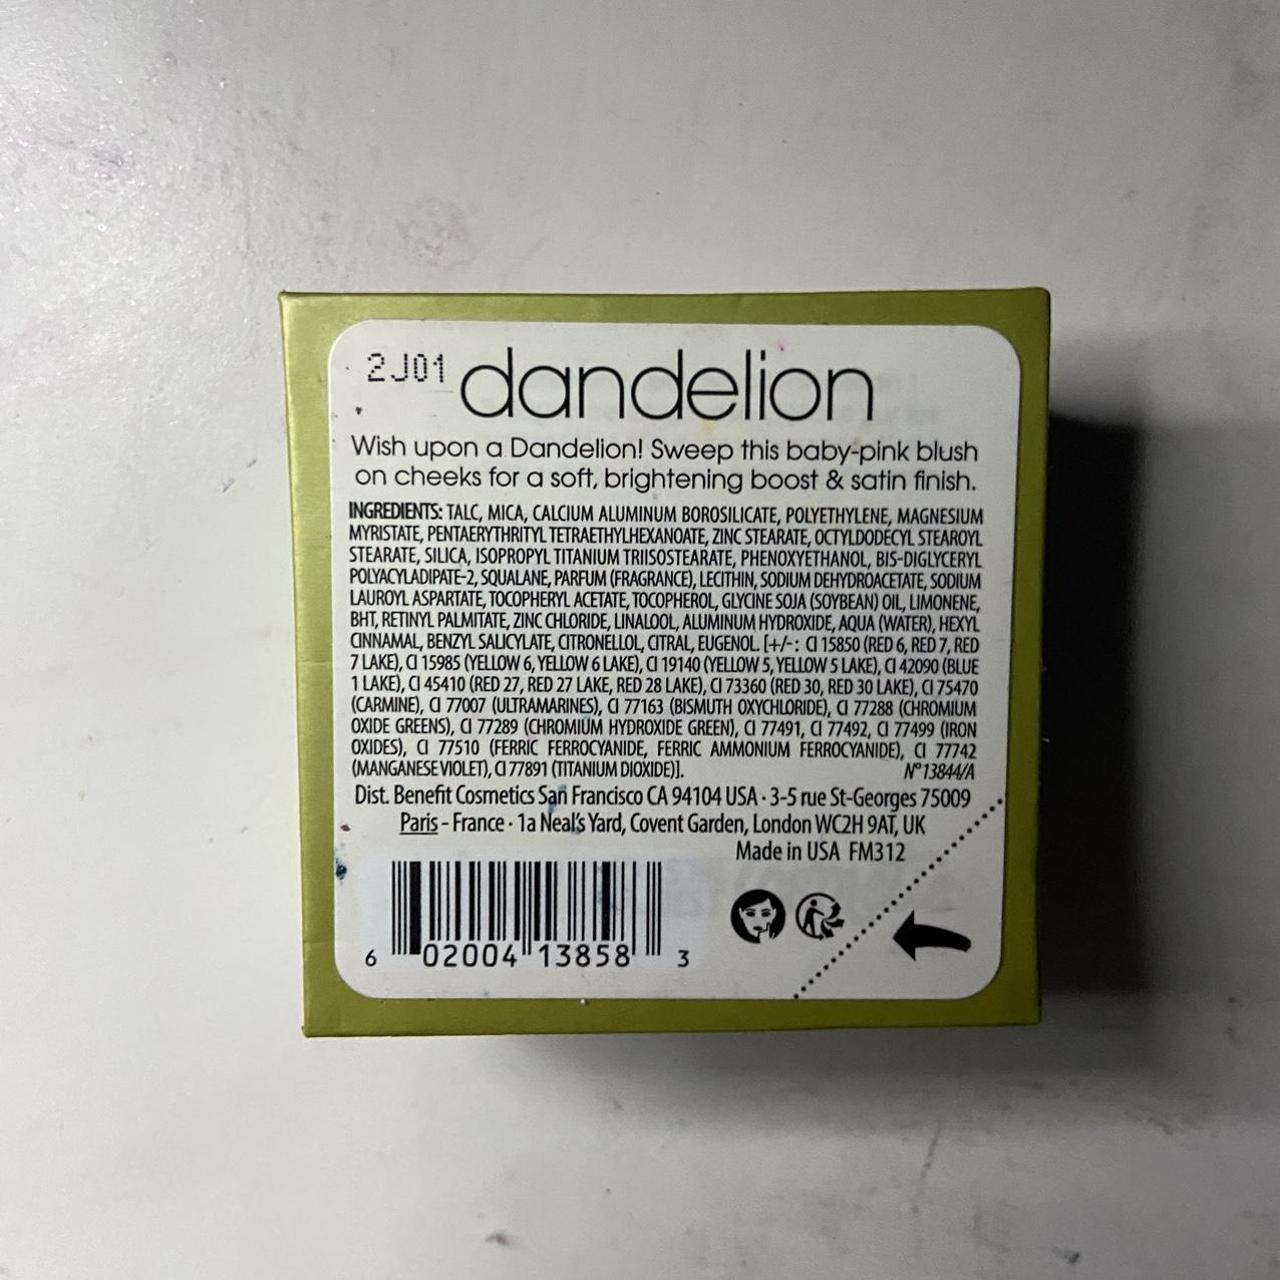 2J01
dandelion
Wish upon a Dandelion! Sweep this baby-pink blush
on cheeks for a soft, brightening boost & satin finish.
INGREDIENTS: TALC, MICA, CALCIUM ALUMINUM BOROSILICATE, POLYETHYLENE, MAGNESIUM
MYRISTATE, PENTAERYTHRITYL TETRAETHYLHEXANOATE, ZINC STEARATE, OCTYLDODECYL STEAROYL
STEARATE, SILICA, ISOPROPYL TITANIUM TRIISOSTEARATE, PHENOXYETHANOL, BIS-DIGLYCERYL
POLYACYLADIPATE-2, SQUALANE, PARFUM (FRAGRANCE), LECITHIN, SODIUM DEHYDROACETATE, SODIUM
LAUROYL ASPARTATE, TOCOPHERYL ACETATE, TOCOPHEROL, GLYCINE SOJA (SOYBEAN) OIL, LIMONENE,
BHT, RETINYL PALMITATE, ZINC CHLORIDE, LINALOOL, ALUMINUM HYDROXIDE, AQUA (WATER), HEXYL
CINNAMAL, BENZYL SALICYLATE, CITRONELLOL, CITRAL, EUGENOL. [+/-: CI 15850 (RED 6, RED 7, RED
7 LAKE), CI 15985 (YELLOW 6, YELLOW 6 LAKE), CI 19140 (YELLOW 5, YELLOW 5 LAKE), CI 42090 (BLUE
1 LAKE), CI 45410 (RED 27, RED 27 LAKE, RED 28 LAKE), CI 73360 (RED 30, RED 30 LAKE), CI 75470
(CARMINE), CI 77007 (ULTRAMARINES), CI 77163 (BISMUTH OXYCHLORIDE), CI 77288 (CHROMIUM
OXIDE GREENS), CI 77289 (CHROMIUM HYDROXIDE GREEN), CI 77491, CI 77492, CI 77499 (IRON
OXIDES), CI 77510 (FERRIC FERROCYANIDE, FERRIC AMMONIUM FERROCYANIDE), CI 77742
(MANGANESE VIOLET), CI 77891 (TITANIUM DIOXIDE)]. N° 13844/A
Dist. Benefit Cosmetics San Francisco CA 94104 USA · 3-5 rue St-Georges 75009
Paris - France · 1a Neal's Yard, Covent Garden, London WC2H 9AT, UK
Made in USA FM312
6 02004 13858 3